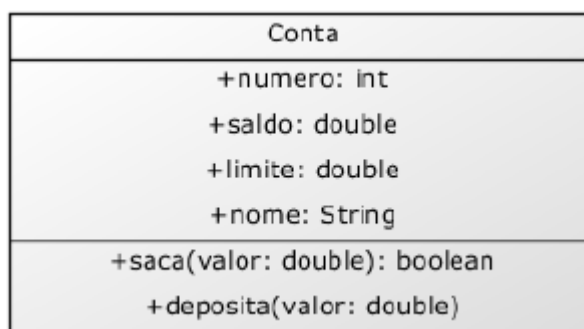 Conta
+numero: int
+saldo: double
+limite: double
+nome: String
+saca(valor: double): boolean
+deposita(valor: double)